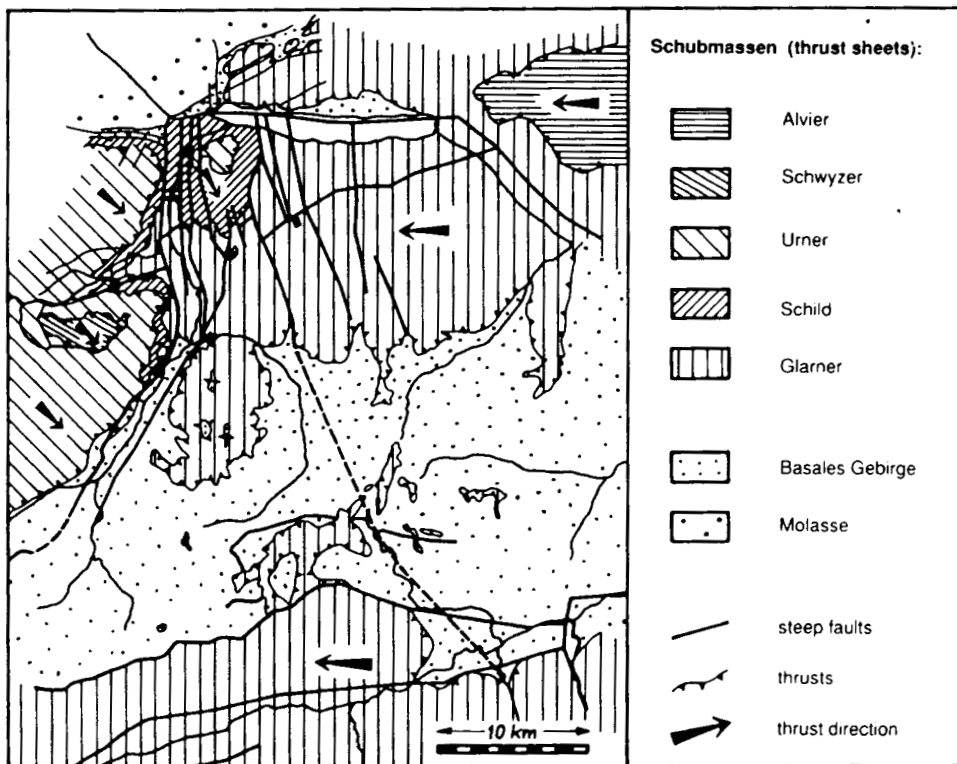 Schubmassen (thrust sheets):
Alvier
Schwyzer
Urner
Schild
Glarner
Basales Gebirge
Molasse
steep faults
thrusts
thrust direction
10 km